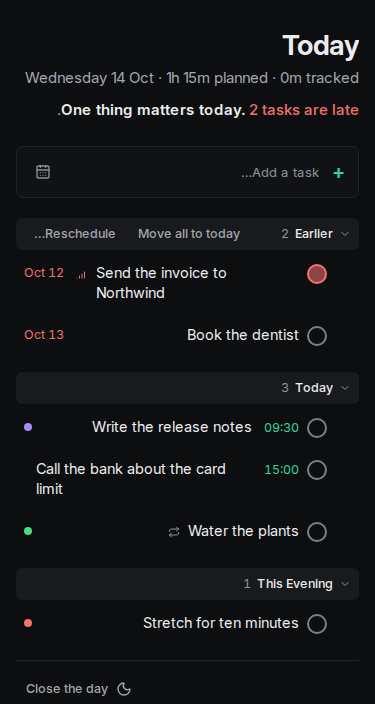 Today
Wednesday 14 Oct · 1h 15m planned · 0m tracked
.One thing matters today. 2 tasks are late
...Add a task +
Earlier 2 Move all to today ...Reschedule
Send the invoice to
Northwind
Oct 12
Book the dentist
Oct 13
Today 3
09:30 Write the release notes
15:00 Call the bank about the card
limit
Water the plants
This Evening 1
Stretch for ten minutes
Close the day